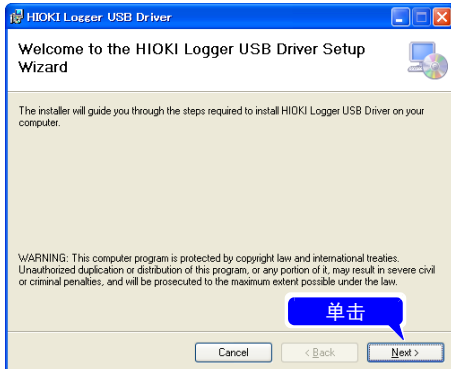 HIOKI Logger USB Driver
Welcome to the HIOKI Logger USB Driver Setup
Wizard
The installer will guide you through the steps required to install HIOKI Logger USB Driver on your
computer.
WARNING: This computer program is protected by copyright law and international treaties.
Unauthorized duplication or distribution of this program, or any portion of it, may result in severe civil
or criminal penalties, and will be prosecuted to the maximum extent possible under the law.
单击
Cancel
< Back
Next >